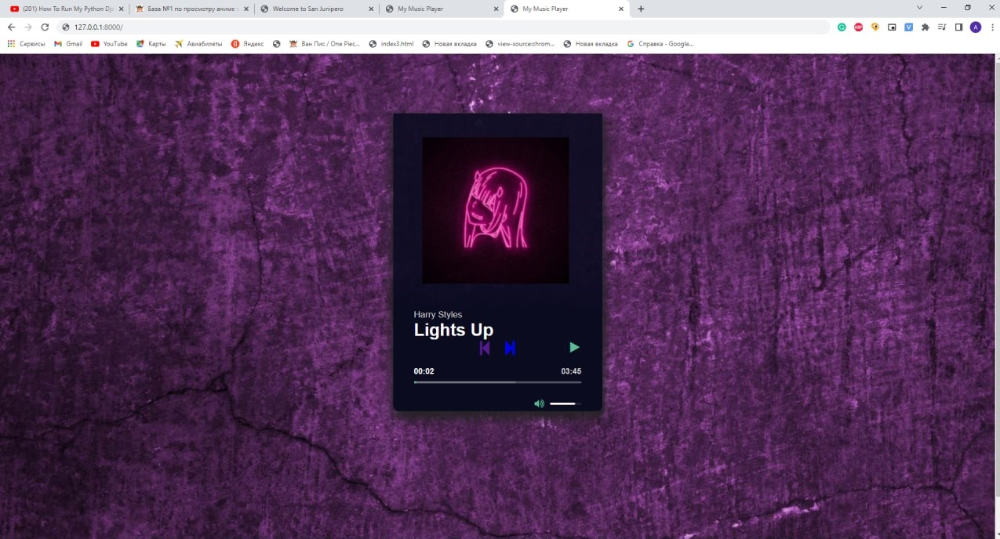 (201) How To Run My Python Dja
База №1 по просмотру аниме
Welcome to San Junipero
My Music Player
My Music Player
127.0.0.1:8000/
ABP
V
A
Сервисы
Gmail
YouTube
Карты
Авиабилеты
Яндекс
Ван Пис / One Piec...
index3.html
Новая вкладка
view-source:chrom...
Новая вкладка
Справка - Google...
Harry Styles
Lights Up
00:02
03:45